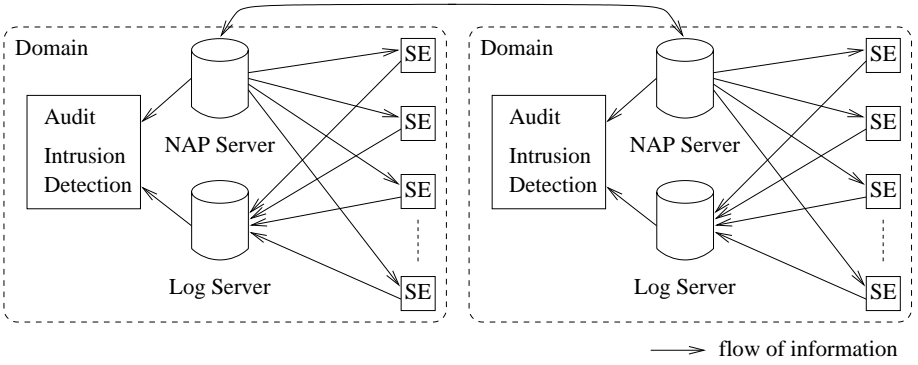 Domain
SE
Audit
Intrusion
Detection
NAP Server
SE
SE
Log Server
SE
Domain
SE
Audit
Intrusion
Detection
NAP Server
SE
SE
Log Server
SE
flow of information